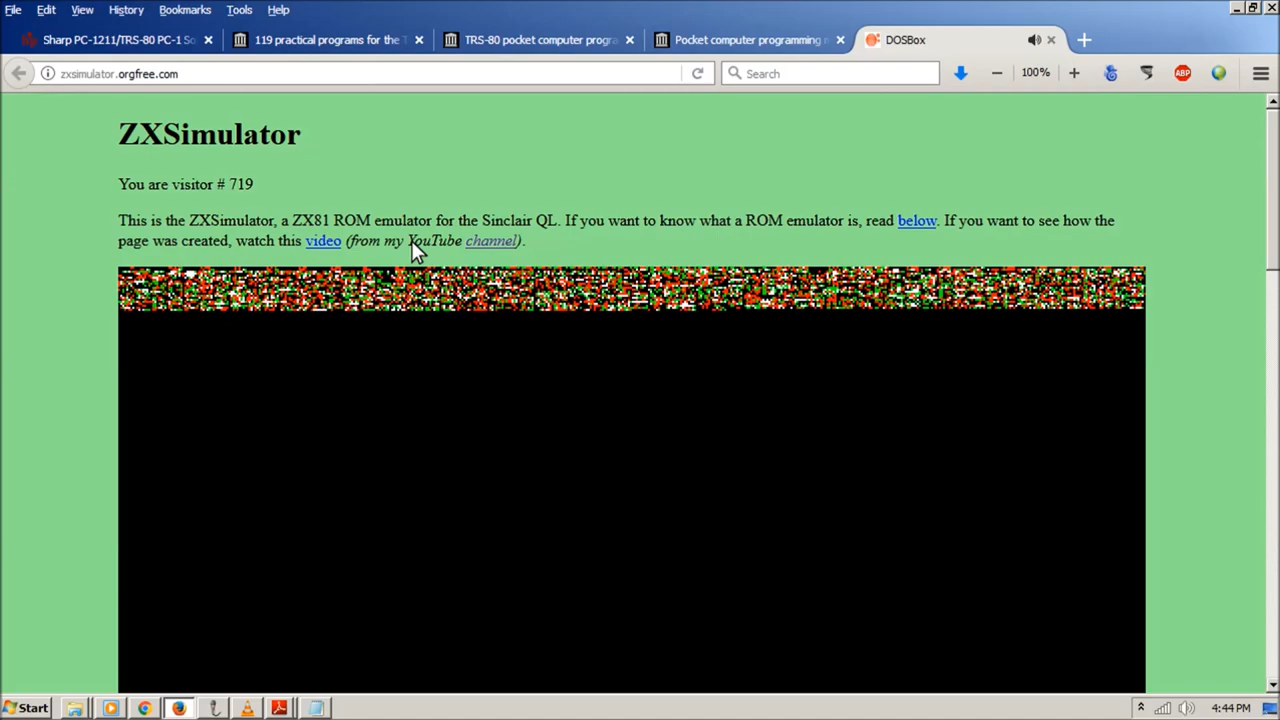 File Edit View History Bookmarks Tools Help
Sharp PC-1211/TRS-80 PC-1 So
119 practical programs for the T
TRS-80 pocket computer progra
Pocket computer programming m
DOSBox
zxsimulator.orgfree.com
Search
100%
ABP
ZXSimulator
You are visitor # 719
This is the ZXSimulator, a ZX81 ROM emulator for the Sinclair QL. If you want to know what a ROM emulator is, read below. If you want to see how the
page was created, watch this video (from my YouTube channel).
Start
4:44 PM